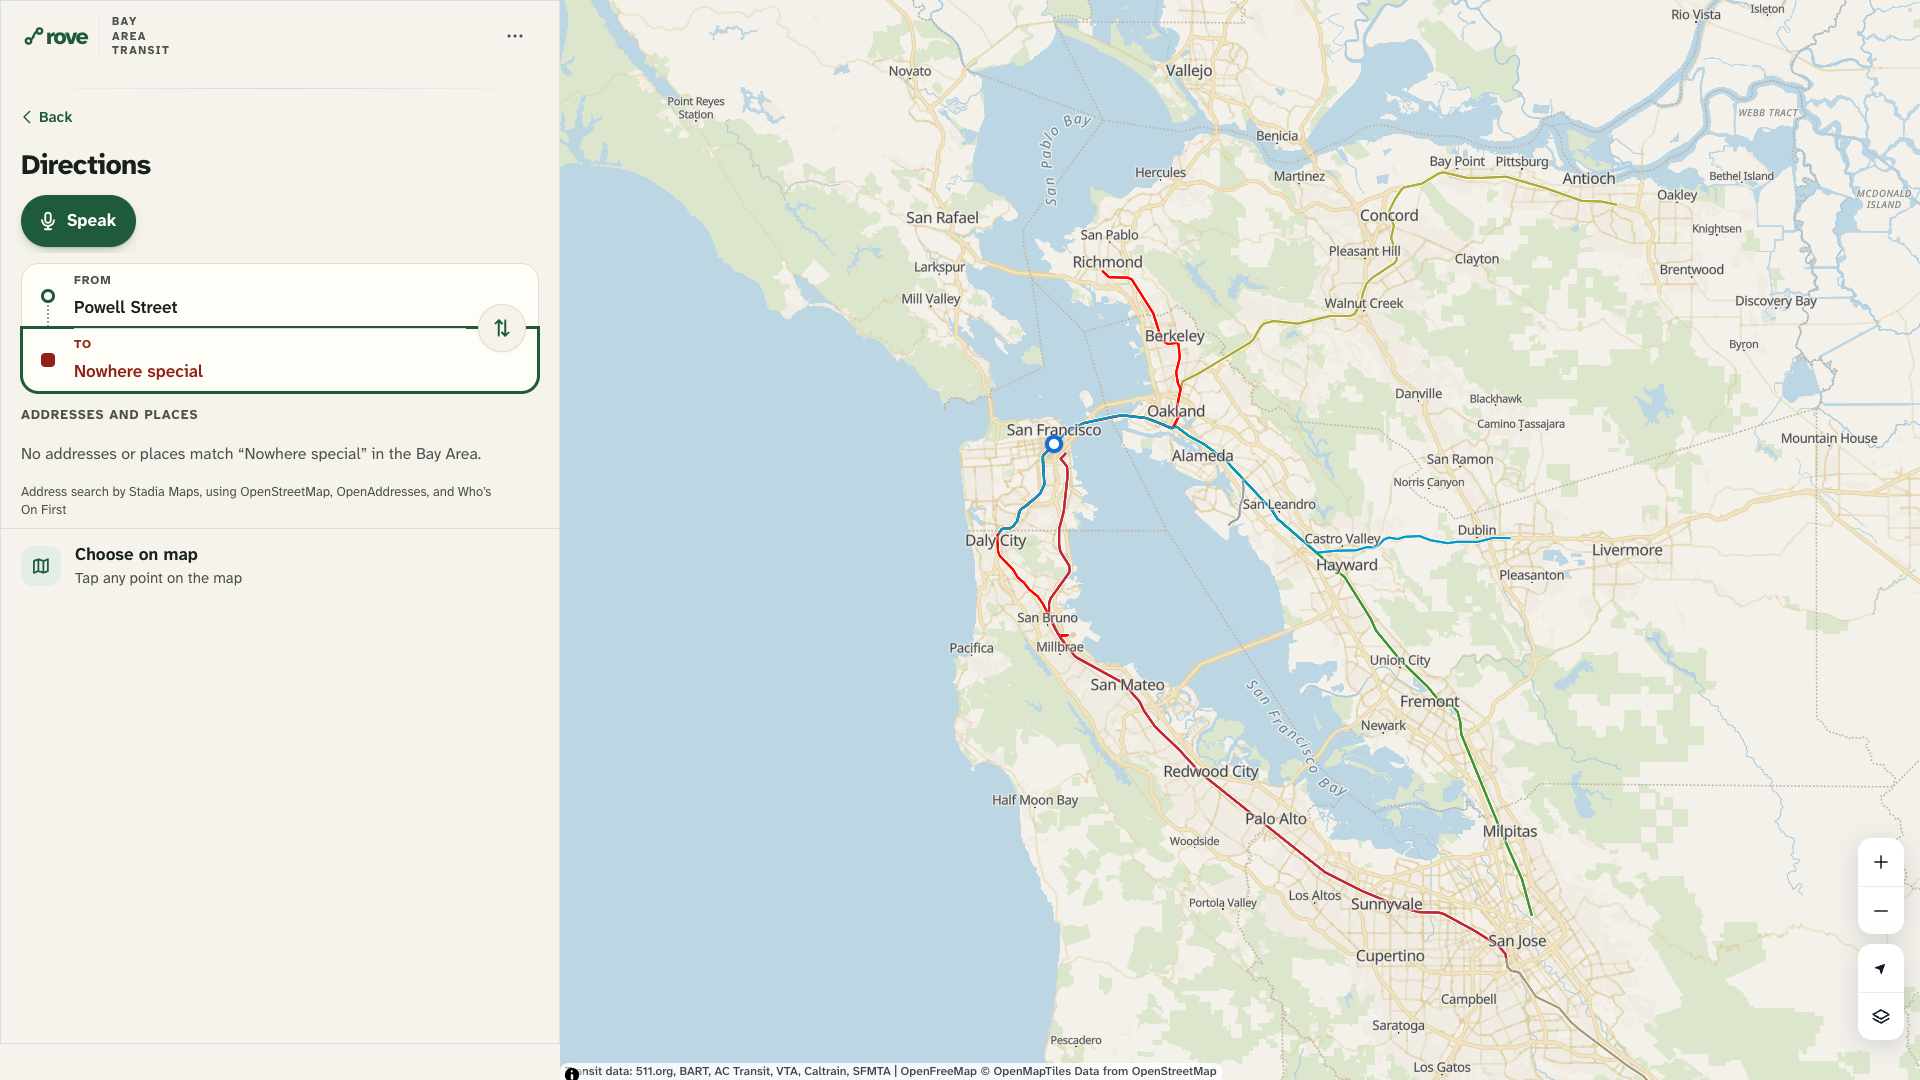 rove
BAY
AREA
TRANSIT
Back
Directions
Speak
FROM
Powell Street
TO
Nowhere special
ADDRESSES AND PLACES
No addresses or places match “Nowhere special” in the Bay Area.
Address search by Stadia Maps, using OpenStreetMap, OpenAddresses, and Who's
On First
Choose on map
Tap any point on the map
Rio Vista
Isleton
Novato
Vallejo
Point Reyes
Station
WEBB TRACT
San Pablo Bay
Benicia
Hercules
Martinez
Bay Point
Pittsburg
Antioch
Bethel Island
Oakley
MCDONALD
ISLAND
San Rafael
Concord
Knightsen
San Pablo
Pleasant Hill
Clayton
Richmond
Larkspur
Brentwood
Mill Valley
Walnut Creek
Discovery Bay
Berkeley
Byron
Danville
Blackhawk
Oakland
Camino Tassajara
San Francisco
Mountain House
Alameda
San Ramon
Norris Canyon
San Leandro
Dublin
Daly City
Castro Valley
Livermore
Hayward
Pleasanton
San Bruno
Pacifica
Millbrae
Union City
San Mateo
Fremont
San Francisco Bay
Newark
Redwood City
Half Moon Bay
Palo Alto
Milpitas
Woodside
Los Altos
Portola Valley
Sunnyvale
San Jose
Cupertino
Campbell
Saratoga
Pescadero
Los Gatos
nsit data: 511.org, BART, AC Transit, VTA, Caltrain, SFMTA | OpenFreeMap © OpenMapTiles Data from OpenStreetMap